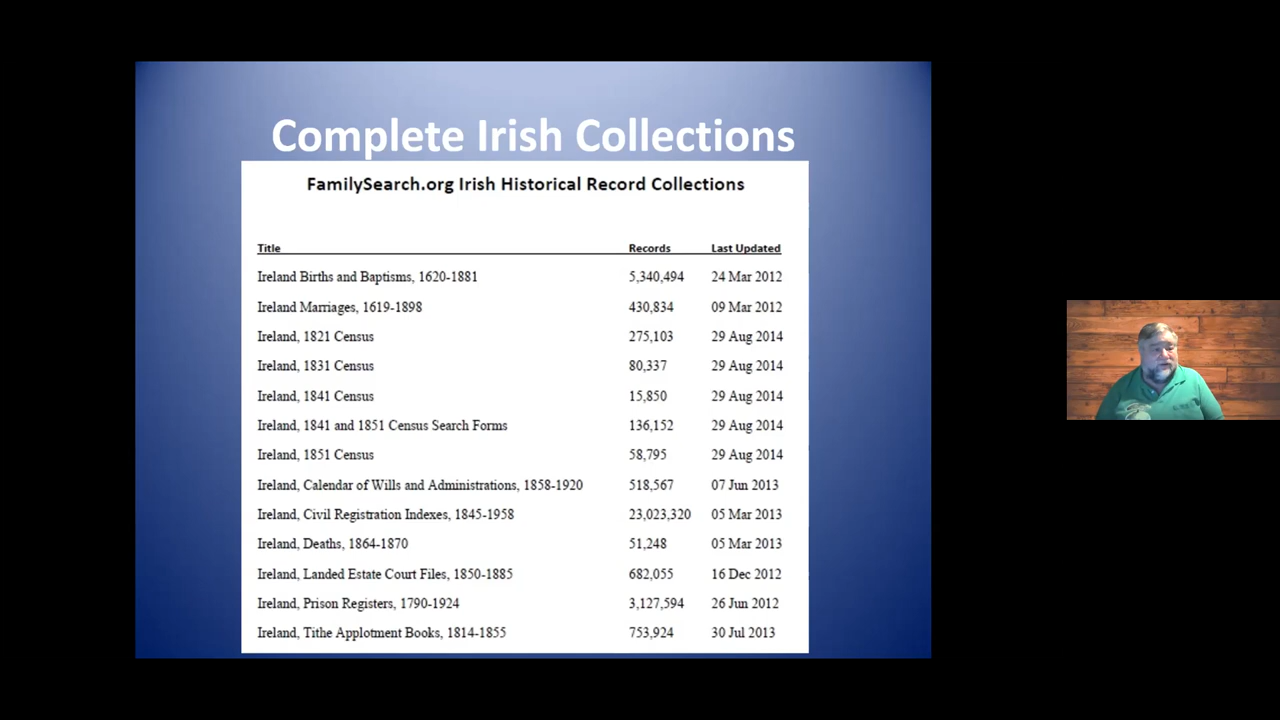 Complete Irish Collections
FamilySearch.org Irish Historical Record Collections
Title Records Last Updated
Ireland Births and Baptisms, 1620-1881 5,340,494 24 Mar 2012
Ireland Marriages, 1619-1898 430,834 09 Mar 2012
Ireland, 1821 Census 275,103 29 Aug 2014
Ireland, 1831 Census 80,337 29 Aug 2014
Ireland, 1841 Census 15,850 29 Aug 2014
Ireland, 1841 and 1851 Census Search Forms 136,152 29 Aug 2014
Ireland, 1851 Census 58,795 29 Aug 2014
Ireland, Calendar of Wills and Administrations, 1858-1920 518,567 07 Jun 2013
Ireland, Civil Registration Indexes, 1845-1958 23,023,320 05 Mar 2013
Ireland, Deaths, 1864-1870 51,248 05 Mar 2013
Ireland, Landed Estate Court Files, 1850-1885 682,055 16 Dec 2012
Ireland, Prison Registers, 1790-1924 3,127,594 26 Jun 2012
Ireland, Tithe Applotment Books, 1814-1855 753,924 30 Jul 2013